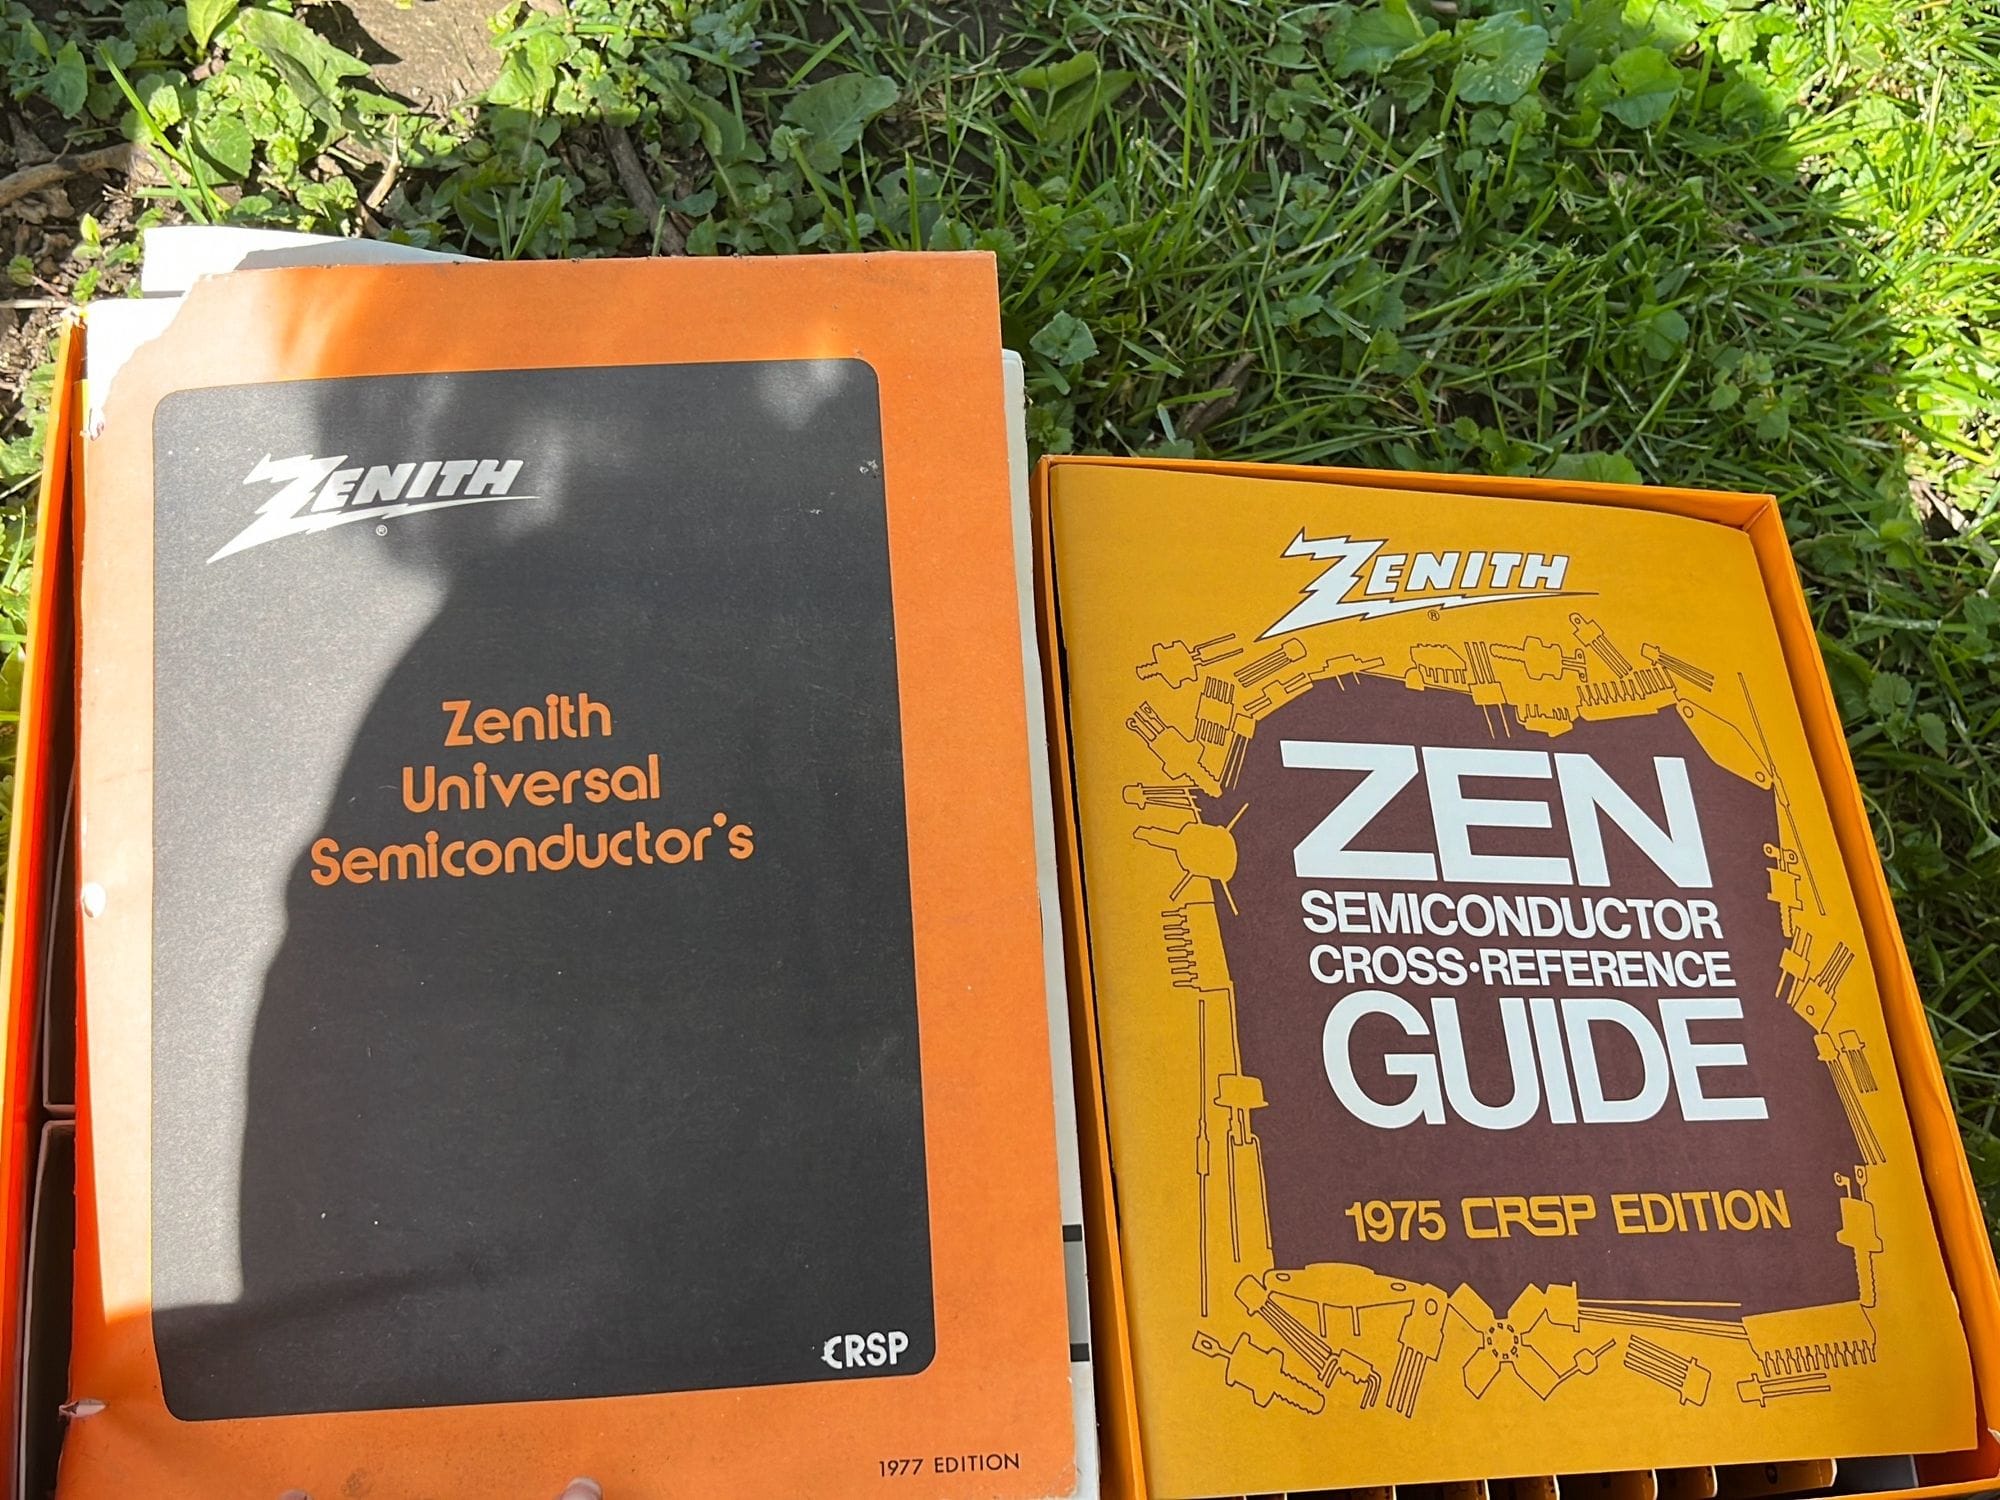 ZENITH
®
Zenith
Universal
Semiconductor's
CRSP
1977 EDITION
ZENITH
®
ZEN
SEMICONDUCTOR
CROSS•REFERENCE
GUIDE
1975 CRSP EDITION